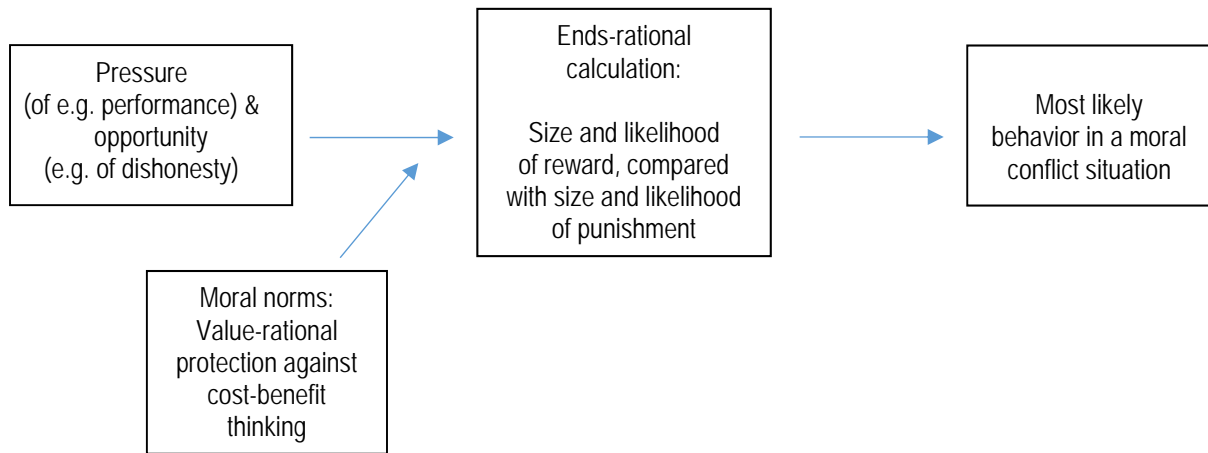 Pressure
(of e.g. performance) &
opportunity
(e.g. of dishonesty)
Moral norms:
Value-rational
protection against
cost-benefit
thinking
Ends-rational
calculation:
Size and likelihood
of reward, compared
with size and likelihood
of punishment
Most likely
behavior in a moral
conflict situation